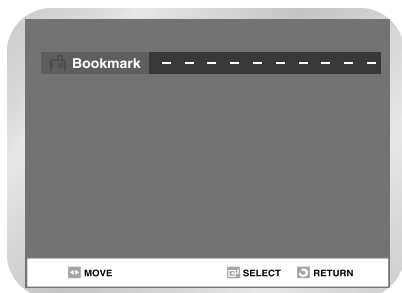 Bookmark – – – – – – – – – –
MOVE SELECT RETURN